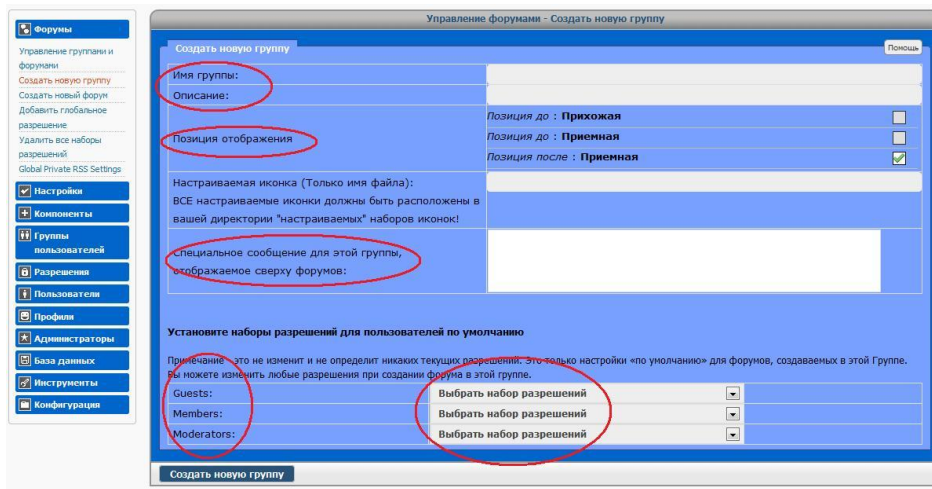 Управление форумами - Создать новую группу
Форумы
Управление группами и
форумами
Создать новую группу
Создать новый форум
Добавить глобальное
разрешение
Удалить все наборы
разрешений
Global Private RSS Settings
Настройки
Компоненты
Группы
пользователей
Разрешения
Пользователи
Профили
Администраторы
База данных
Инструменты
Конфигурация
Создать новую группу
Помощь
Имя группы:
Описание:
Позиция отображения
Позиция до : Прихожая
Позиция до : Приемная
Позиция после : Приемная
Настраиваемая иконка (Только имя файла):
ВСЕ настраиваемые иконки должны быть расположены в
вашей директории "настраиваемых" наборов иконок!
Специальное сообщение для этой группы,
отображаемое сверху форумов:
Установите наборы разрешений для пользователей по умолчанию
Примечание - это не изменит и не определит никаких текущих разрешений. Это только настройки «по умолчанию» для форумов, создаваемых в этой Группе.
Вы можете изменить любые разрешения при создании форума в этой группе.
Guests: Выбрать набор разрешений
Members: Выбрать набор разрешений
Moderators: Выбрать набор разрешений
Создать новую группу